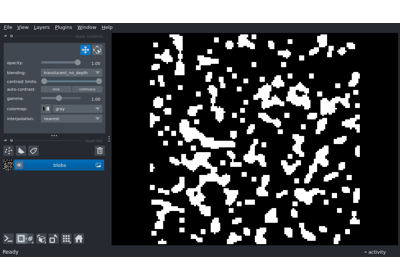 File View Layers Plugins Window Help
opacity: 1.00
blending: translucent_no_depth
contrast limits:
auto-contrast: once continuous
gamma: 1.00
colormap: gray
interpolation: nearest
blobs
Ready
activity